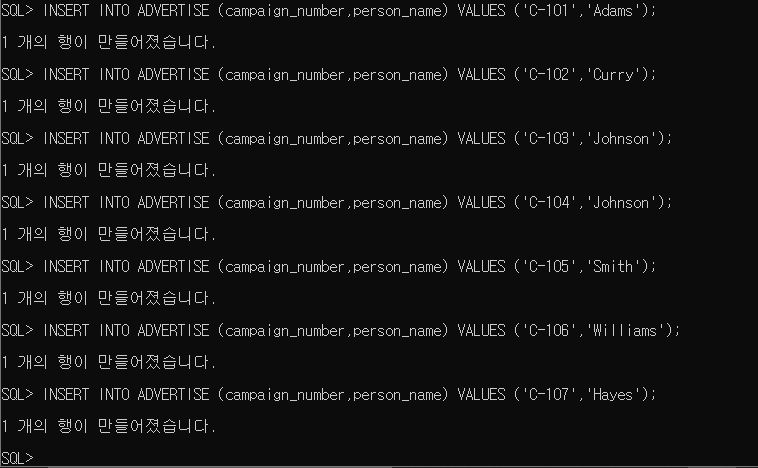 SQL> INSERT INTO ADVERTISE (campaign_number,person_name) VALUES ('C-101','Adams');
1 개의 행이 만들어졌습니다.
SQL> INSERT INTO ADVERTISE (campaign_number,person_name) VALUES ('C-102','Curry');
1 개의 행이 만들어졌습니다.
SQL> INSERT INTO ADVERTISE (campaign_number,person_name) VALUES ('C-103','Johnson');
1 개의 행이 만들어졌습니다.
SQL> INSERT INTO ADVERTISE (campaign_number,person_name) VALUES ('C-104','Johnson');
1 개의 행이 만들어졌습니다.
SQL> INSERT INTO ADVERTISE (campaign_number,person_name) VALUES ('C-105','Smith');
1 개의 행이 만들어졌습니다.
SQL> INSERT INTO ADVERTISE (campaign_number,person_name) VALUES ('C-106','Williams');
1 개의 행이 만들어졌습니다.
SQL> INSERT INTO ADVERTISE (campaign_number,person_name) VALUES ('C-107','Hayes');
1 개의 행이 만들어졌습니다.
SQL>